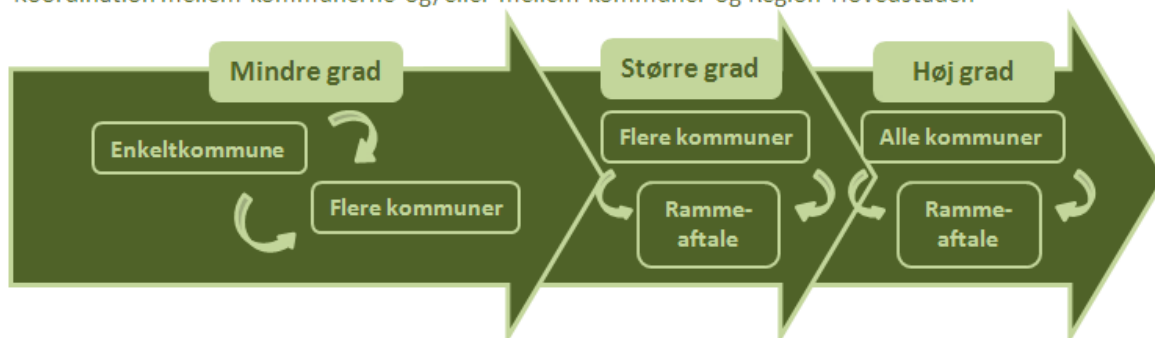 Koordination mellem kommunerne og/eller mellem kommuner og Region Hovedstaden
Mindre grad
Enkeltkommune
Flere kommuner
Større grad
Flere kommuner
Ramme-
aftale
Høj grad
Alle kommuner
Ramme-
aftale